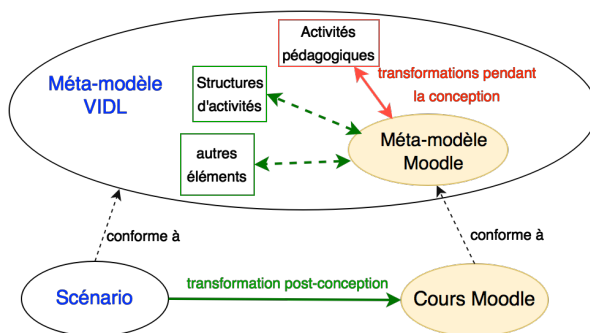 Activités
pédagogiques
transformations pendant
la conception
Méta-modèle
VIDL
Structures
d'activités
Méta-modèle
Moodle
autres
éléments
conforme à
conforme à
transformation post-conception
Scénario
Cours Moodle